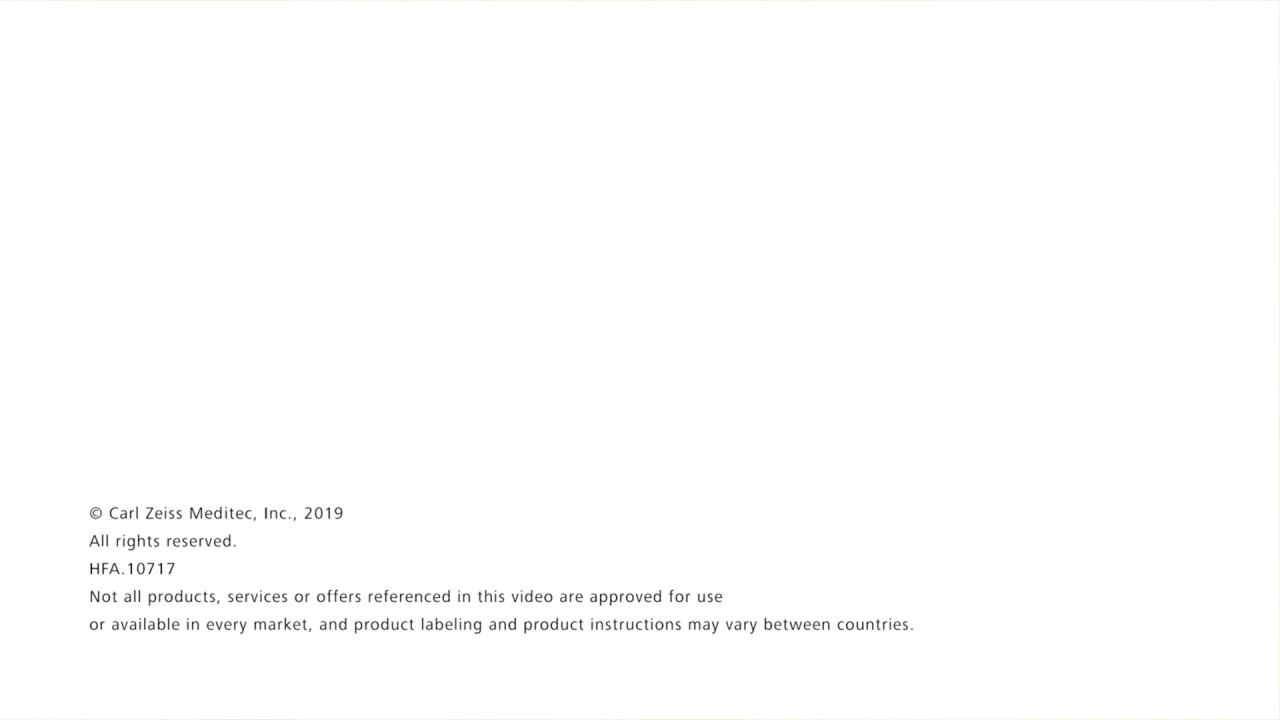 © Carl Zeiss Meditec, Inc., 2019
All rights reserved.
HFA.10717
Not all products, services or offers referenced in this video are approved for use
or available in every market, and product labeling and product instructions may vary between countries.